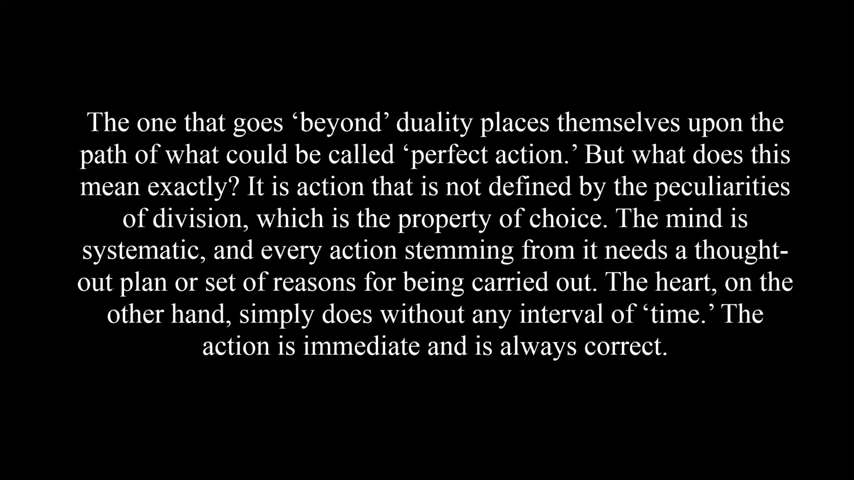 The one that goes ‘beyond’ duality places themselves upon the
path of what could be called ‘perfect action.’ But what does this
mean exactly? It is action that is not defined by the peculiarities
of division, which is the property of choice. The mind is
systematic, and every action stemming from it needs a thought-
out plan or set of reasons for being carried out. The heart, on the
other hand, simply does without any interval of ‘time.’ The
action is immediate and is always correct.